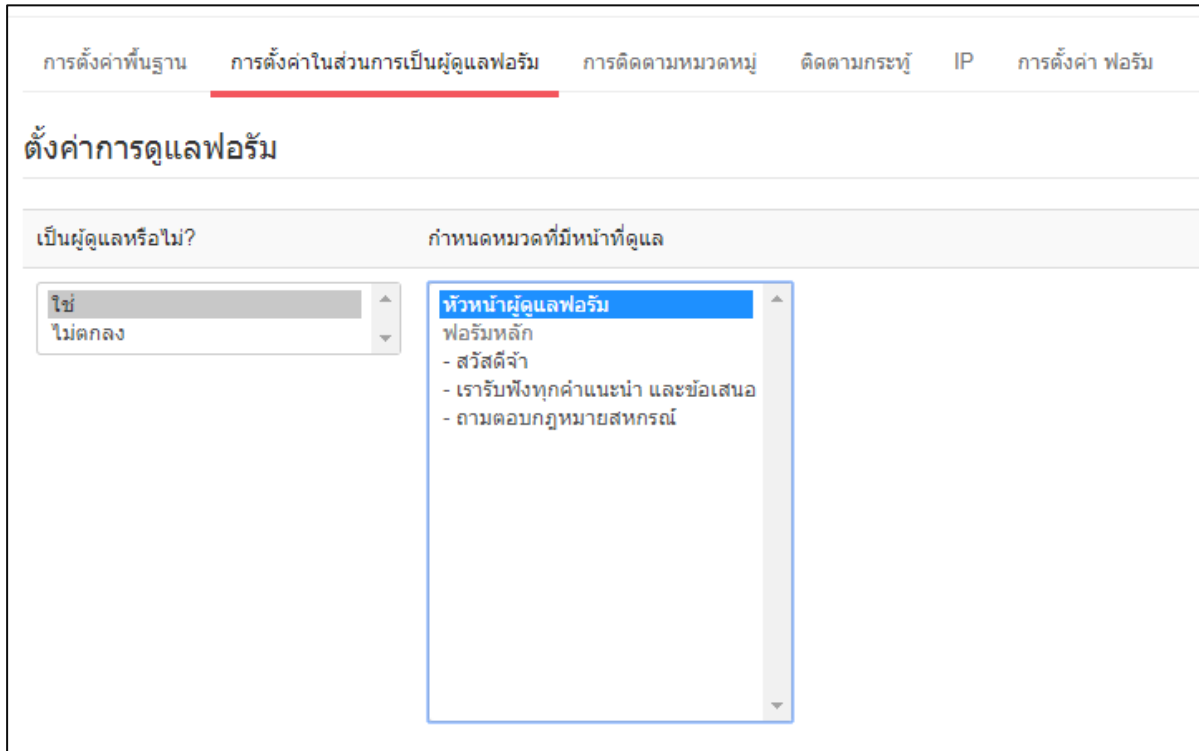 การตั้งค่าพื้นฐาน การตั้งค่าในส่วนการเป็นผู้ดูแลฟอรัม การติดตามหมวดหมู่ ติดตามกระทู้ IP การตั้งค่า ฟอรัม
ตั้งค่าการดูแลฟอรัม
เป็นผู้ดูแลหรือไม่? กำหนดหมวดที่มีหน้าที่ดูแล
ใช่ หัวหน้าผู้ดูแลฟอรัม
ไม่ตกลง ฟอรัมหลัก
- สวัสดีจ้า
- เรารับฟังทุกคำแนะนำ และข้อเสนอ
- ถามตอบกฎหมายสหกรณ์